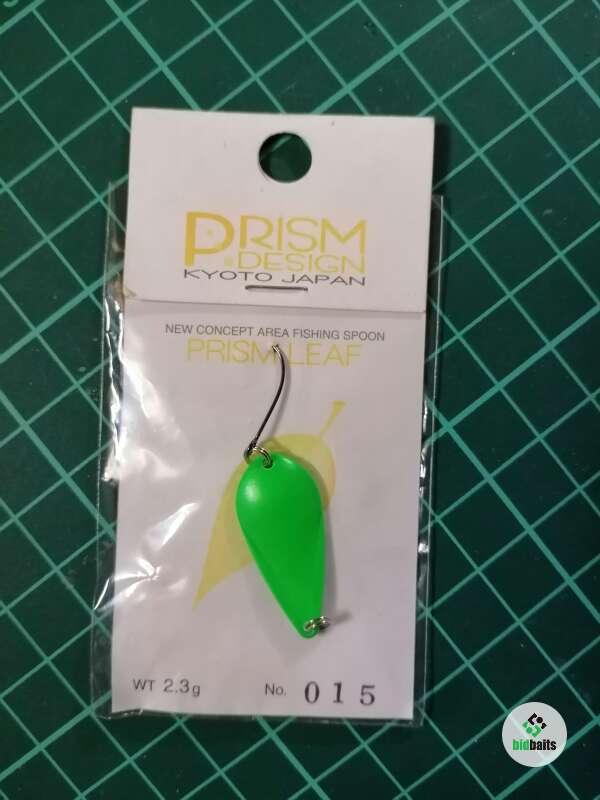 PRISM
DESIGN
KYOTO JAPAN
NEW CONCEPT AREA FISHING SPOON
PRISM LEAF
WT 2.3g No. 015
bidbaits